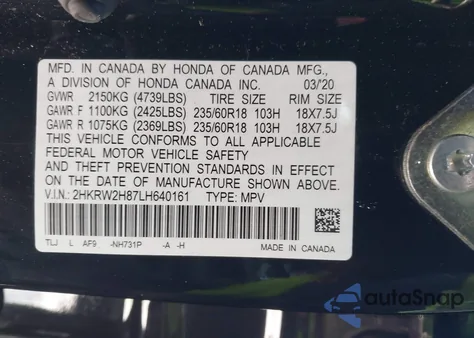 MFD. IN CANADA BY HONDA OF CANADA MFG.,
A DIVISION OF HONDA CANADA INC. 03/'20
GVWR 2150KG (4739LBS) TIRE SIZE RIM SIZE
GAWR F 1100KG (2425LBS) 235/60R18 103H 18X7.5J
GAWR R 1075KG (2369LBS) 235/60R18 103H 18X7.5J
THIS VEHICLE CONFORMS TO ALL APPLICABLE
FEDERAL MOTOR VEHICLE SAFETY
AND THEFT PREVENTION STANDARDS IN EFFECT
ON THE DATE OF MANUFACTURE SHOWN ABOVE.
V.I.N.: 2HKRW2H87LH640161 TYPE: MPV
TLJ L AF9 -NH731P -A -H
MADE IN CANADA
autoSnap